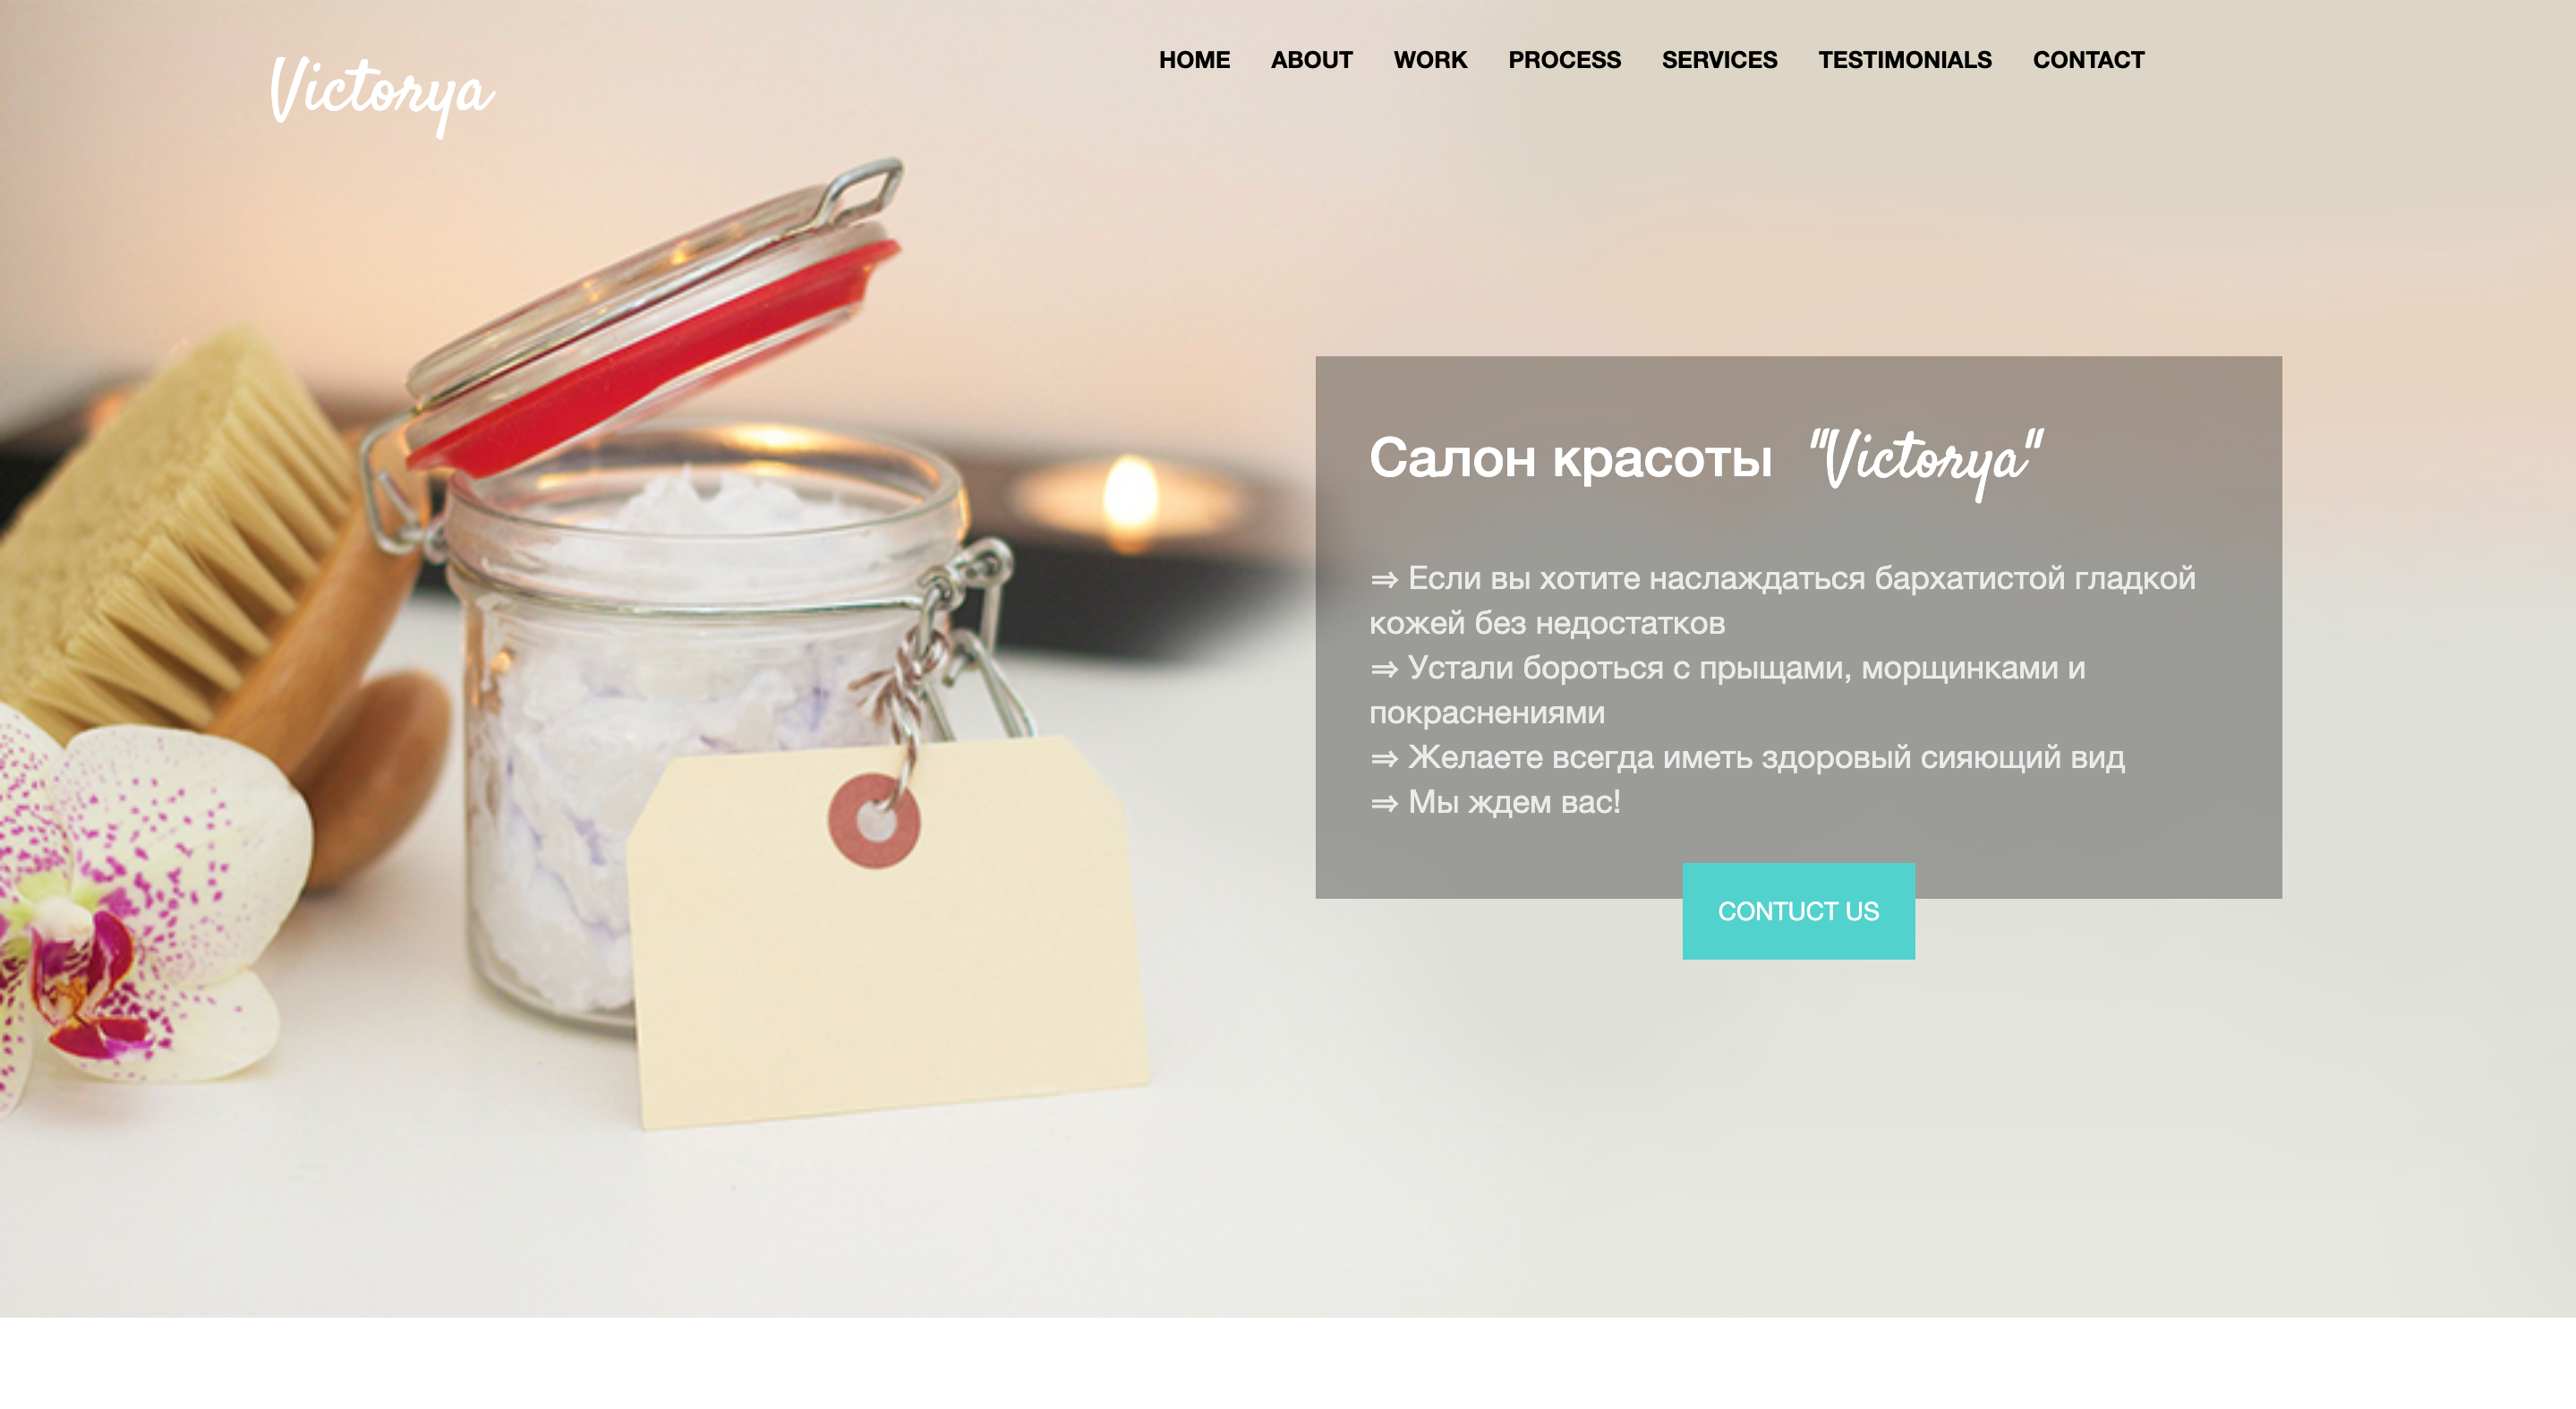 Victorya
HOME ABOUT WORK PROCESS SERVICES TESTIMONIALS CONTACT
Салон красоты "Victorya"
⇒ Если вы хотите наслаждаться бархатистой гладкой
кожей без недостатков
⇒ Устали бороться с прыщами, морщинками и
покраснениями
⇒ Желаете всегда иметь здоровый сияющий вид
⇒ Мы ждем вас!
CONTUCT US